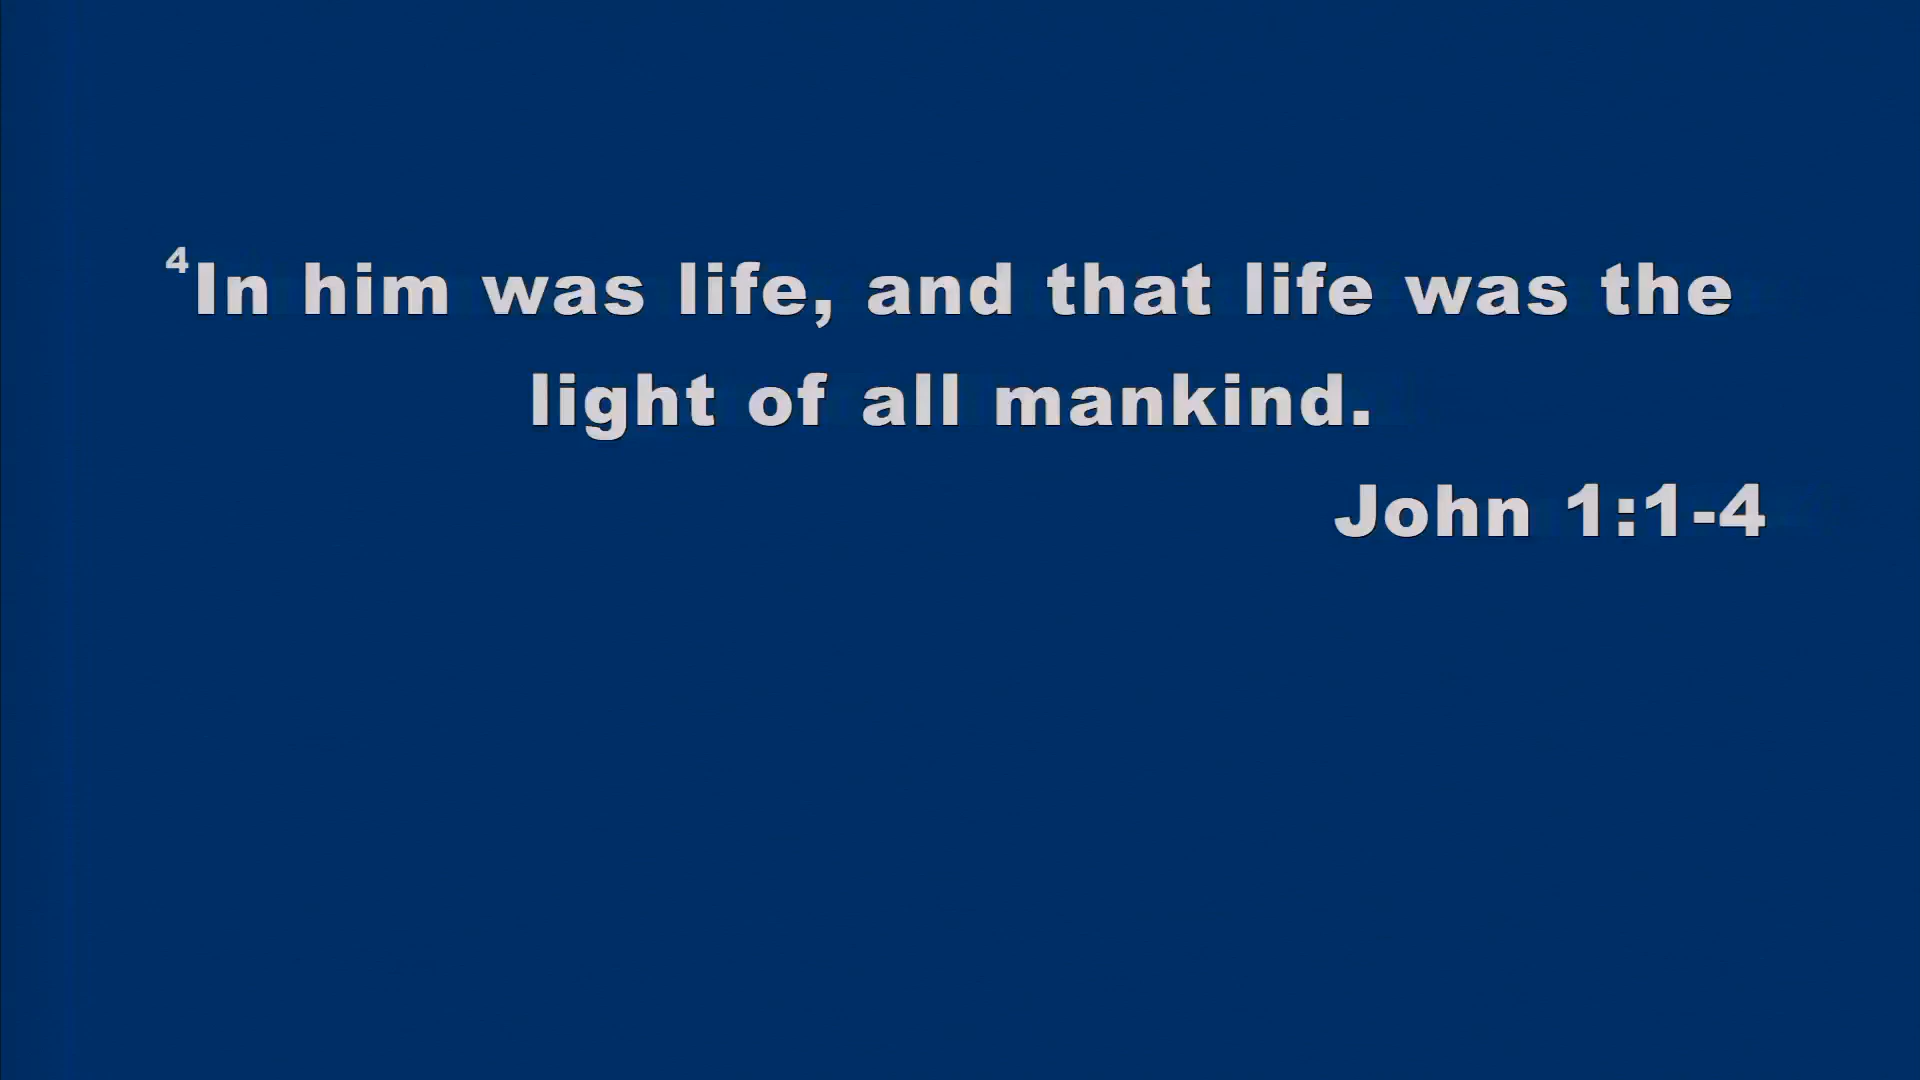 ⁴In him was life, and that life was the
light of all mankind.
John 1:1-4